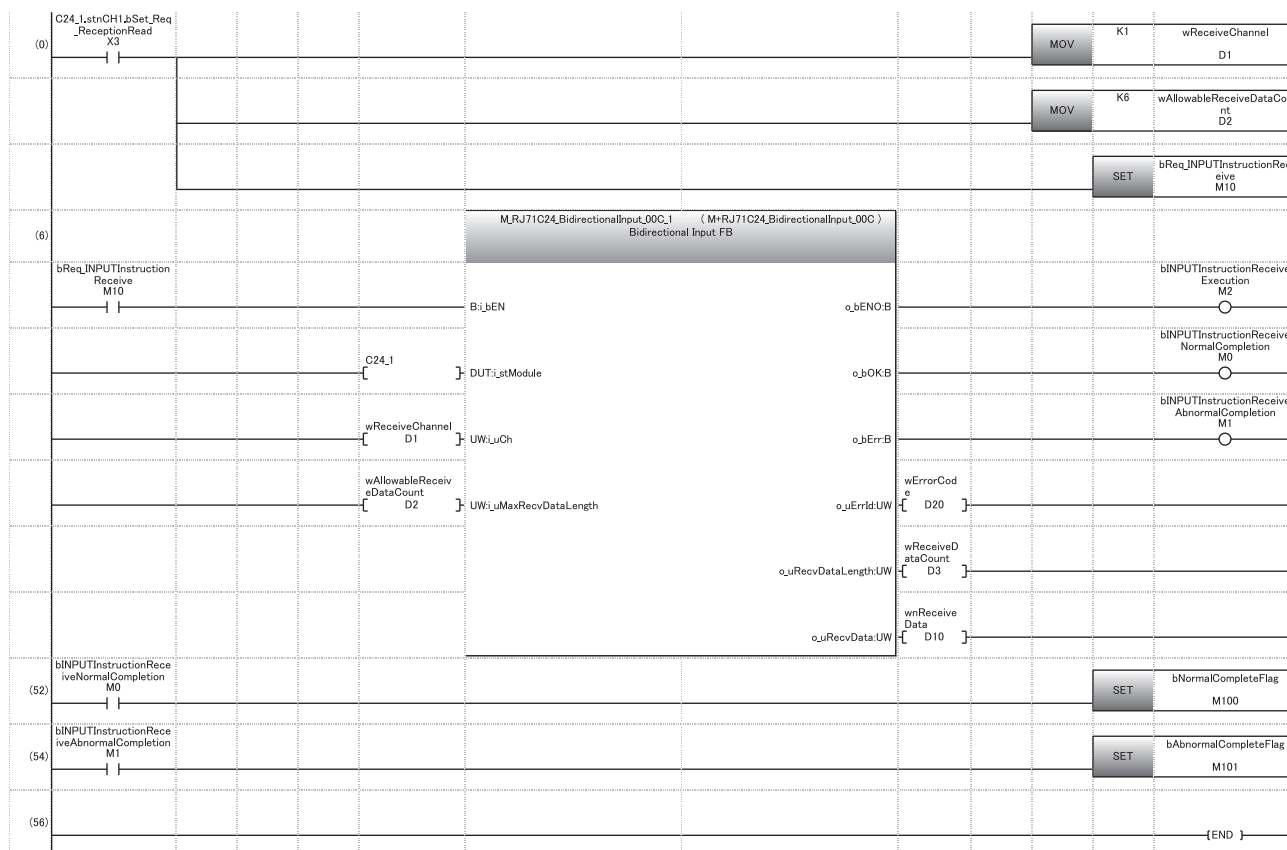 C24_1.stnCH1.bSet_Req
_ReceptionRead
X3
(0)
MOV
K1
wReceiveChannel
D1
MOV
K6
wAllowableReceiveDataCo
nt
D2
SET
bReq_INPUTInstructionRec
eive
M10
(6)
M_RJ71C24_BidirectionalInput_00C_1 ( M+RJ71C24_BidirectionalInput_00C )
Bidirectional Input FB
bReq_INPUTInstruction
Receive
M10
B:i_bEN
o_bENO:B
bINPUTInstructionReceive
Execution
M2
C24_1
DUT:i_stModule
o_bOK:B
bINPUTInstructionReceive
NormalCompletion
M0
wReceiveChannel
D1
UW:i_uCh
o_bErr:B
bINPUTInstructionReceive
AbnormalCompletion
M1
wAllowableReceiv
eDataCount
D2
UW:i_uMaxRecvDataLength
o_uErrId:UW
wErrorCod
e
D20
o_uRecvDataLength:UW
wReceiveD
ataCount
D3
o_uRecvData:UW
wnReceive
Data
D10
bINPUTInstructionRece
iveNormalCompletion
M0
(52)
SET
bNormalCompleteFlag
M100
bINPUTInstructionRece
iveAbnormalCompletion
M1
(54)
SET
bAbnormalCompleteFlag
M101
(56)
END